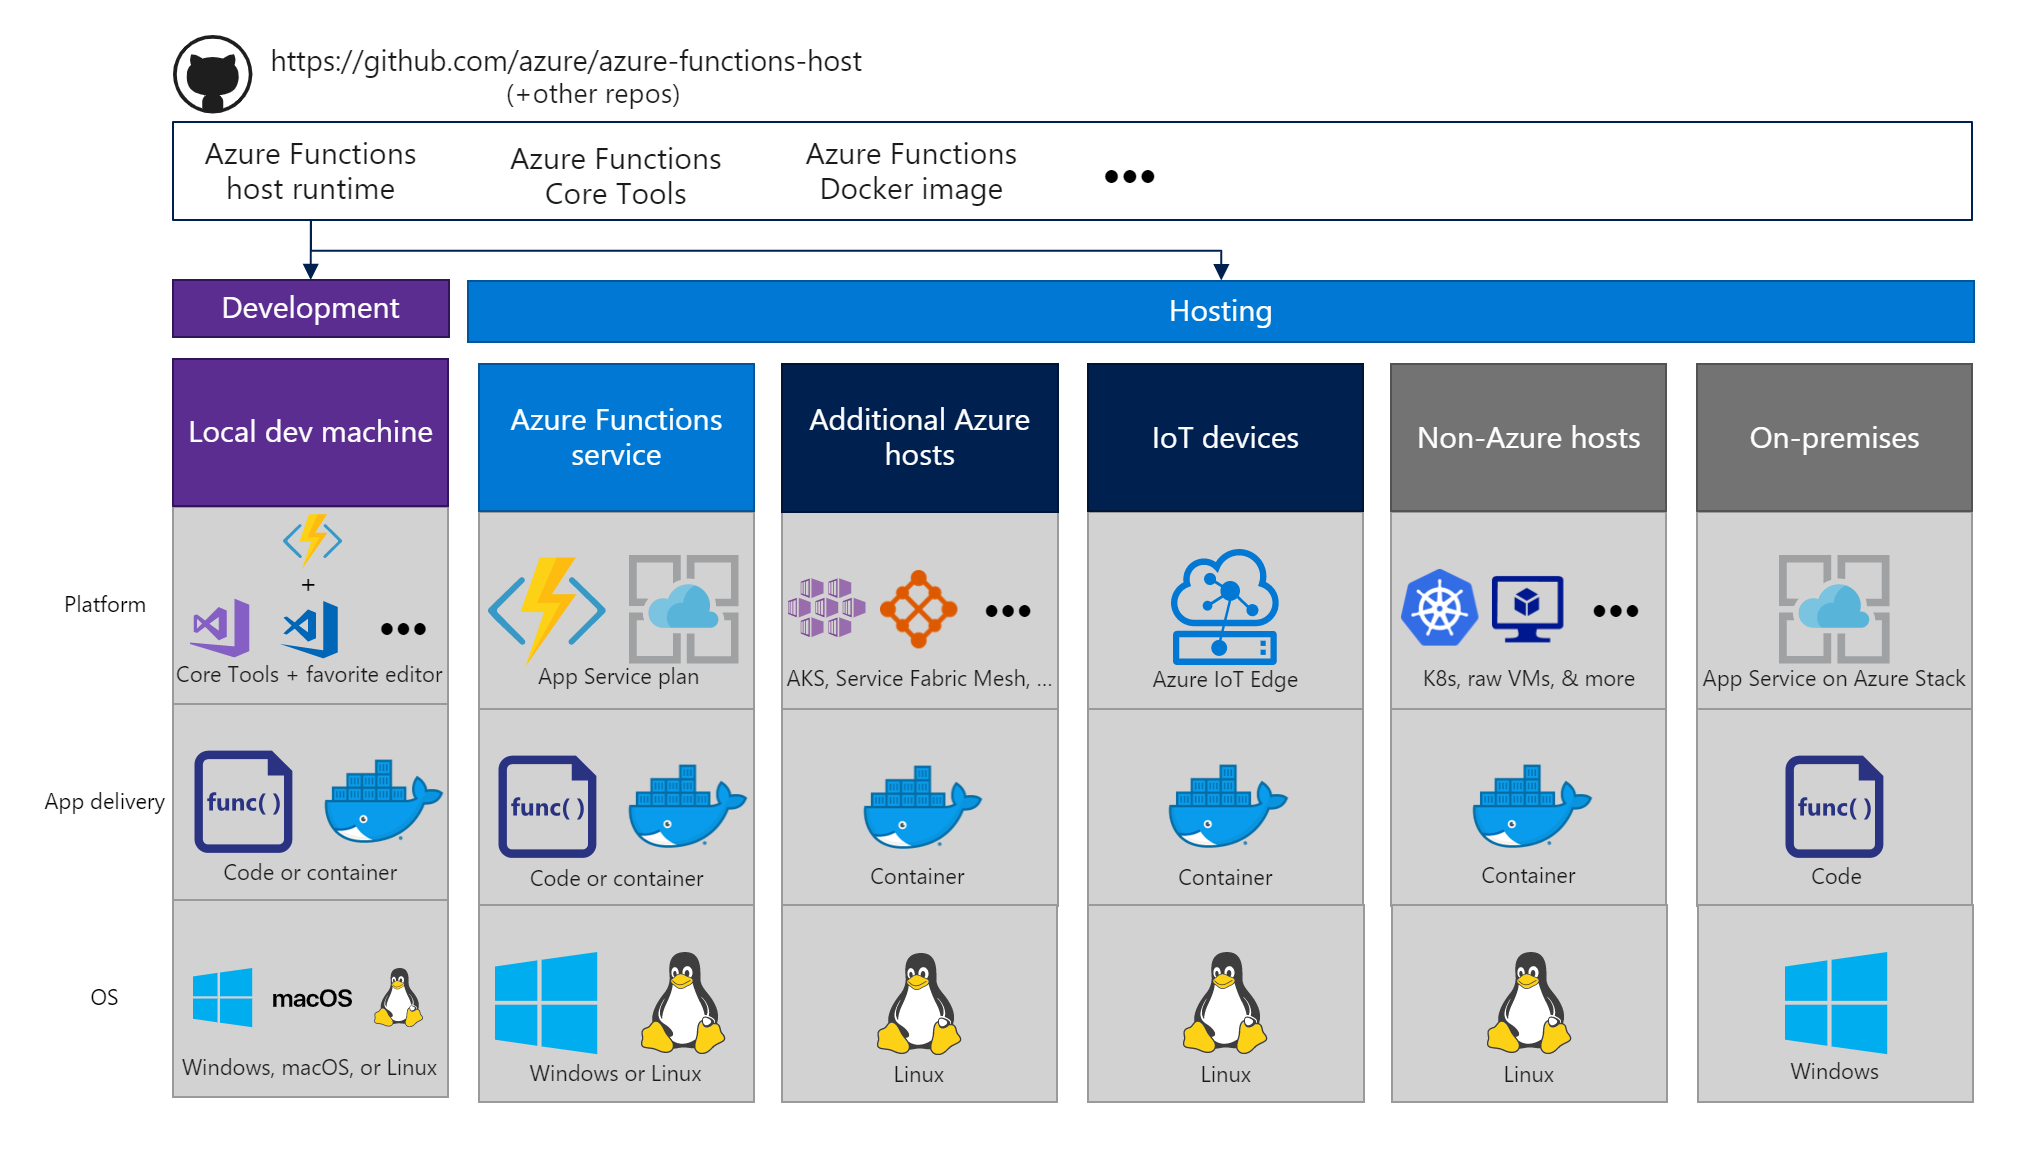 https://github.com/azure/azure-functions-host
(+other repos)
Azure Functions
host runtime
Azure Functions
Core Tools
Azure Functions
Docker image
•••
Development
Hosting
Local dev machine
Azure Functions
service
Additional Azure
hosts
IoT devices
Non-Azure hosts
On-premises
Platform
+
•••
Core Tools + favorite editor
App Service plan
•••
AKS, Service Fabric Mesh, ...
Azure IoT Edge
•••
K8s, raw VMs, & more
App Service on Azure Stack
App delivery
func( )
Code or container
func( )
Code or container
Container
Container
Container
func( )
Code
OS
macOS
Windows, macOS, or Linux
Windows or Linux
Linux
Linux
Linux
Windows